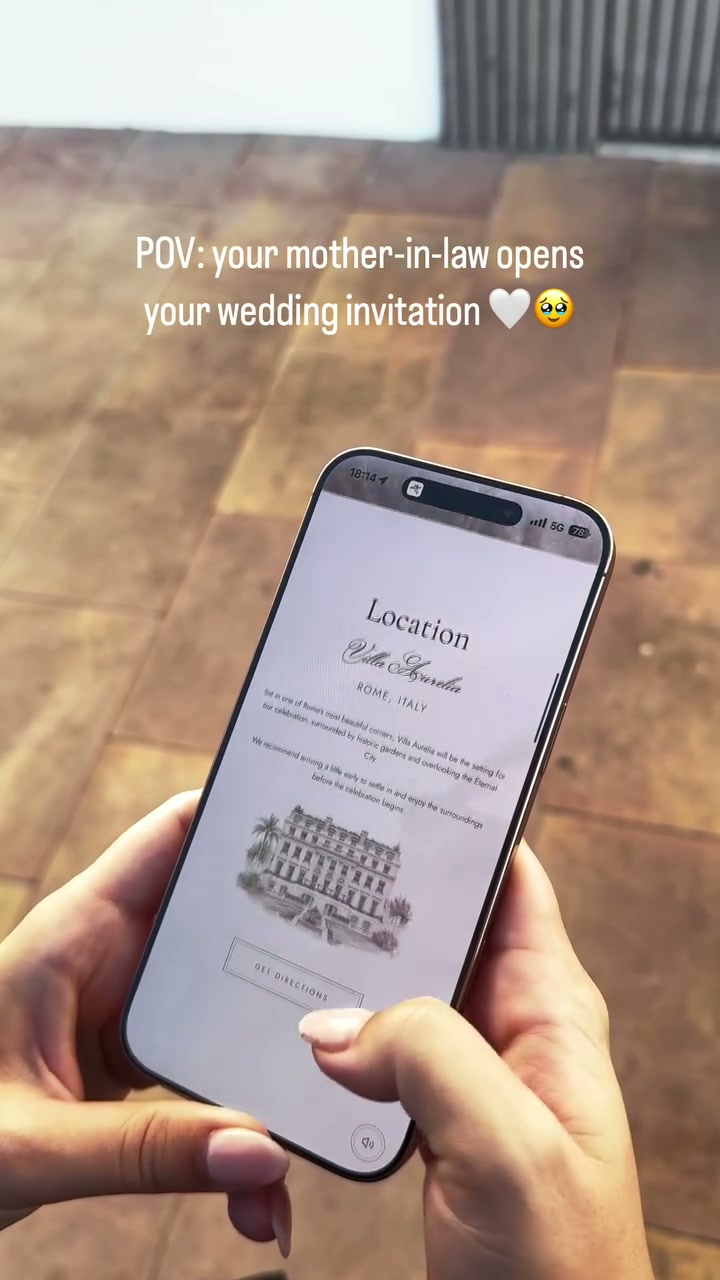 POV: your mother-in-law opens
your wedding invitation 🤍🥹
18:14
5G 78
Location
Villa Aurelia
ROME, ITALY
Set in one of Rome's most beautiful corners, Villa Aurelia will be the setting for
our celebration, surrounded by historic gardens and overlooking the Eternal
City.
We recommend arriving a little early to settle in and enjoy the surroundings
before the celebration begins.
GET DIRECTIONS